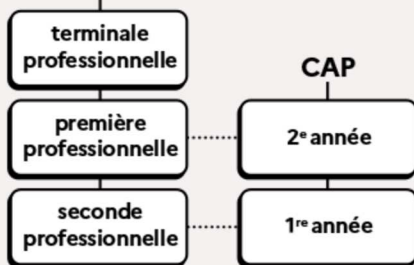 terminale
professionnelle
CAP
première
professionnelle
2e année
seconde
professionnelle
1re année